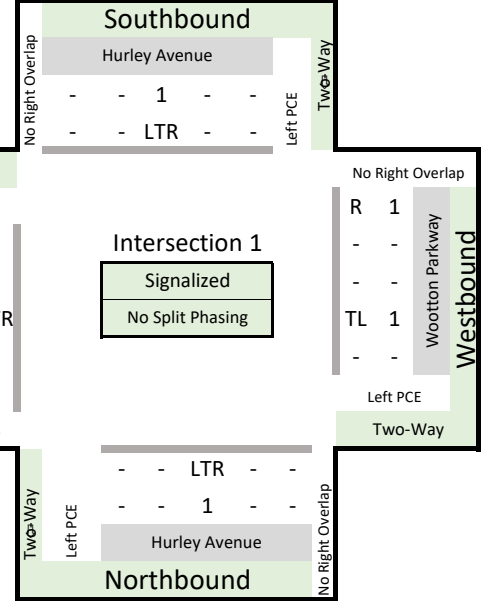 Southbound
Hurley Avenue
No Right Overlap
- - 1 - -
- - LTR - -
Left PCE
Two-Way
No Right Overlap
R 1
- -
- -
TL 1
- -
Wootton Parkway
Westbound
Left PCE
Two-Way
Intersection 1
Signalized
No Split Phasing
R
Two-Way
Left PCE
- - LTR - -
- - 1 - -
Hurley Avenue
No Right Overlap
Northbound